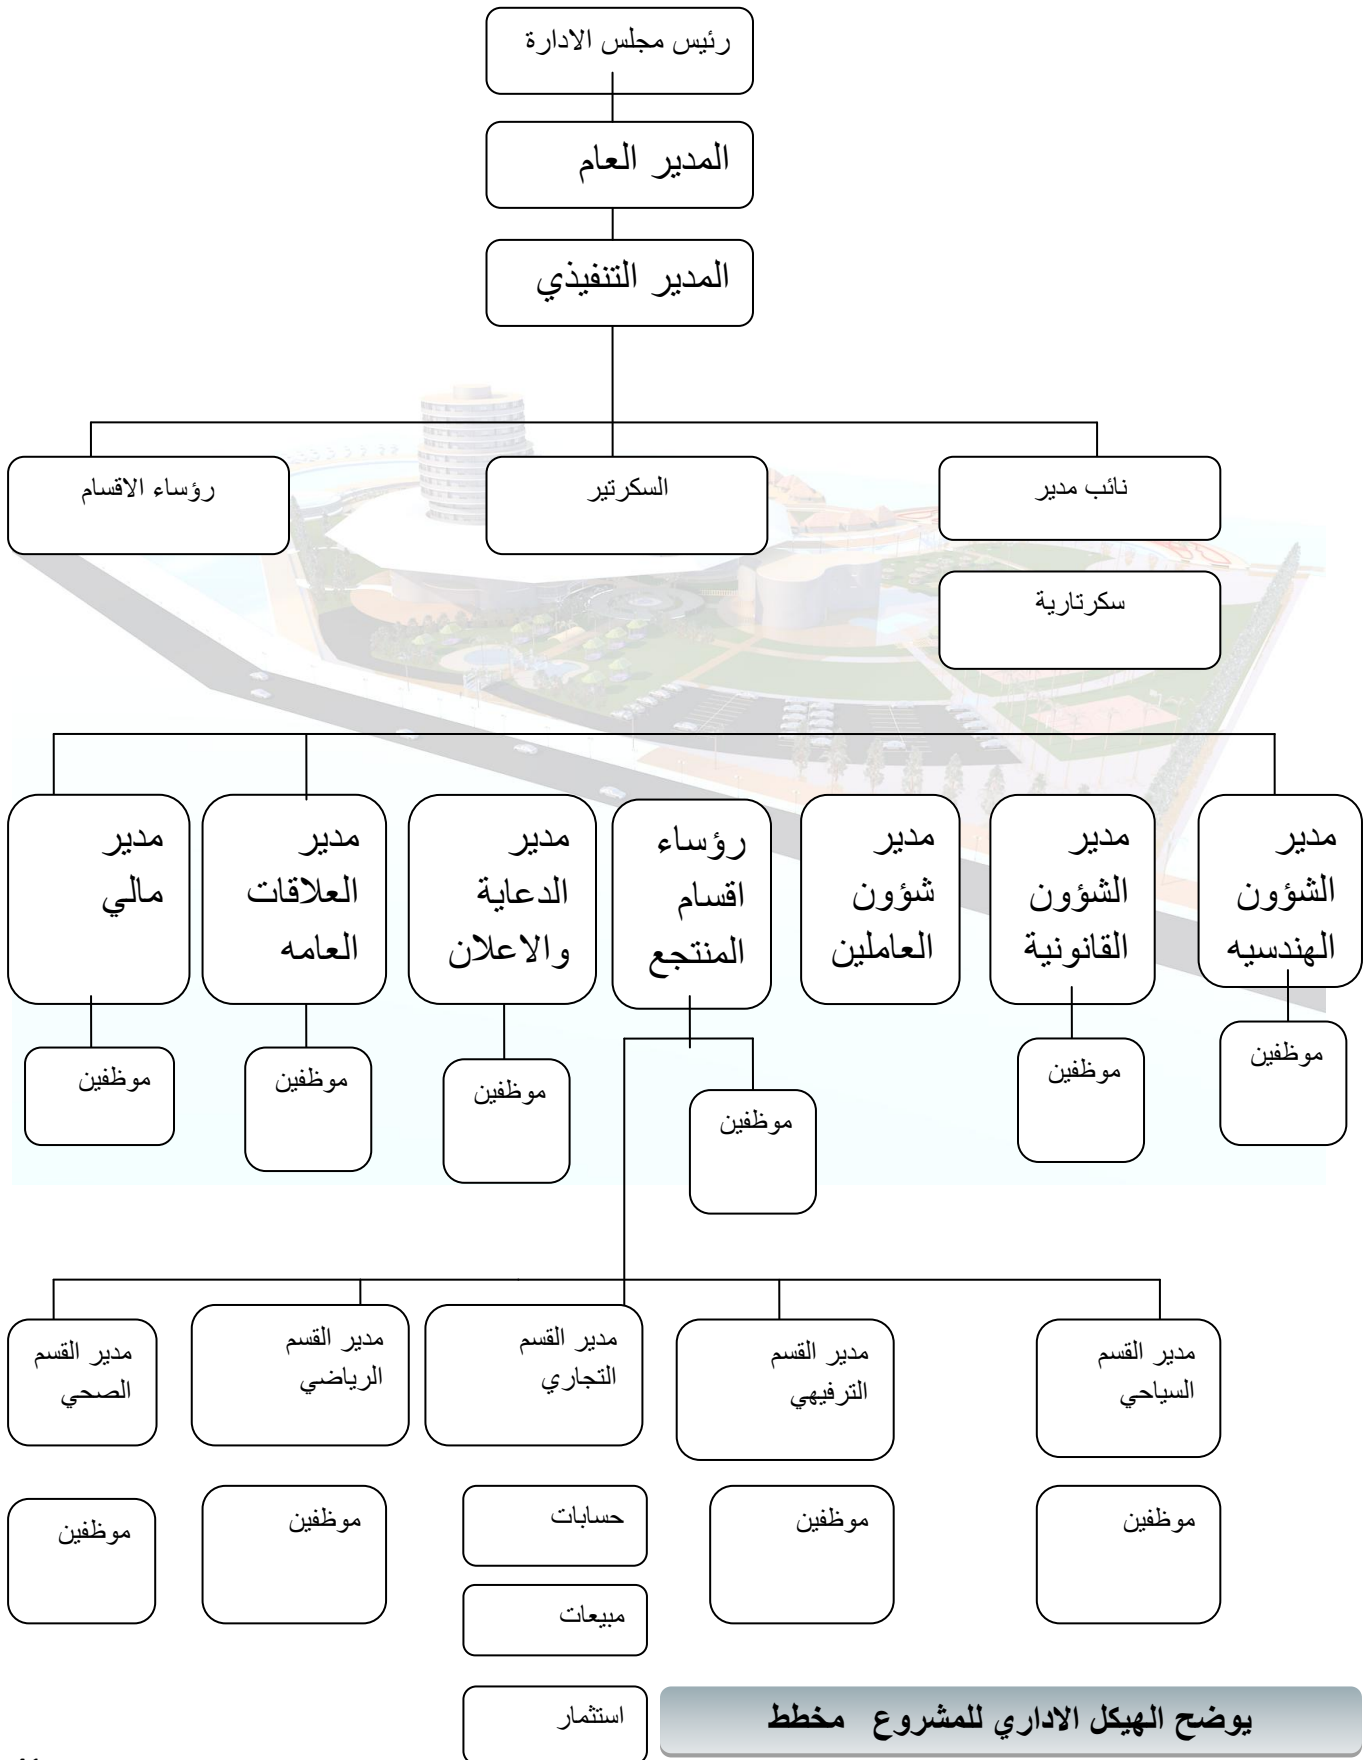 رئيس مجلس الادارة
المدير العام
المدير التنفيذي
نائب مدير
السكرتير
رؤساء الاقسام
سكرتارية
مدير
الشؤون
الهندسيه
مدير
الشؤون
القانونية
مدير
شؤون
العاملين
رؤساء
اقسام
المنتجع
مدير
الدعاية
والاعلان
مدير
العلاقات
العامه
مدير
مالي
موظفين
موظفين
موظفين
موظفين
موظفين
موظفين
مدير القسم
السياحي
مدير القسم
الترفيهي
مدير القسم
التجاري
مدير القسم
الرياضي
مدير القسم
الصحي
موظفين
موظفين
حسابات
موظفين
موظفين
مبيعات
استثمار
يوضح الهيكل الاداري للمشروع مخطط